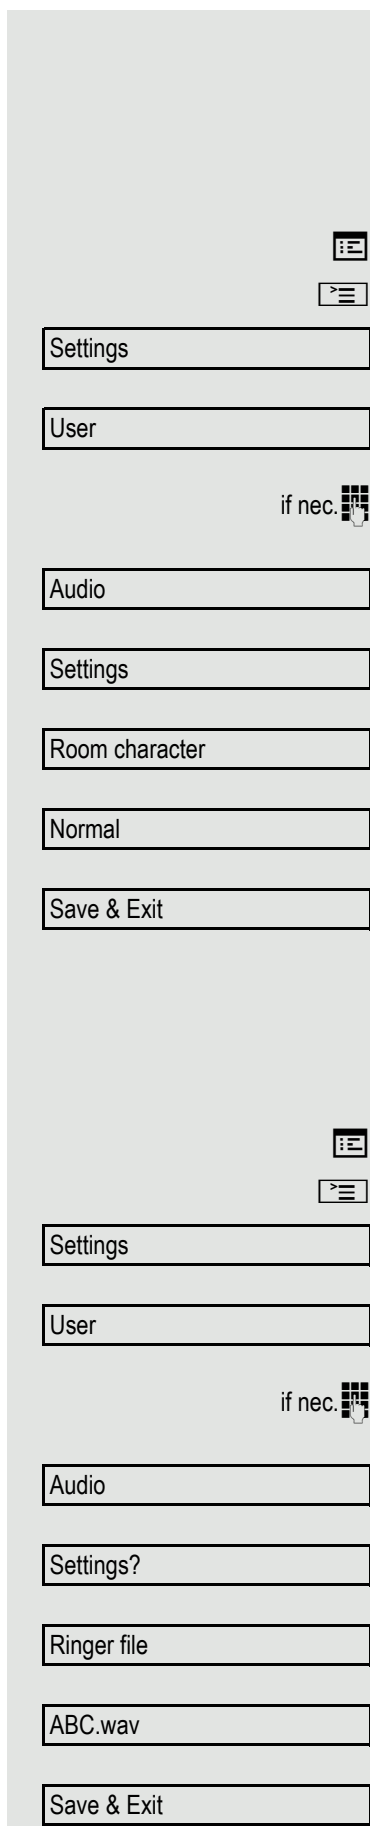 Settings
User
if nec.
Audio
Settings
Room character
Normal
Save & Exit
Settings
User
if nec.
Audio
Settings?
Ringer file
ABC.wav
Save & Exit